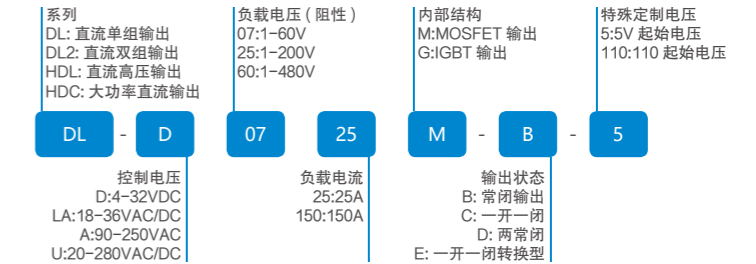 系列
DL: 直流单组输出
DL2: 直流双组输出
HDL: 直流高压输出
HDC: 大功率直流输出
负载电压 ( 阻性 )
07:1-60V
25:1-200V
60:1-480V
内部结构
M:MOSFET 输出
G:IGBT 输出
特殊定制电压
5:5V 起始电压
110:110 起始电压
DL - D 07 25 M - B - 5
控制电压
D:4-32VDC
LA:18-36VAC/DC
A:90-250VAC
U:20-280VAC/DC
负载电流
25:25A
150:150A
输出状态
B: 常闭输出
C: 一开一闭
D: 两常闭
E: 一开一闭转换型